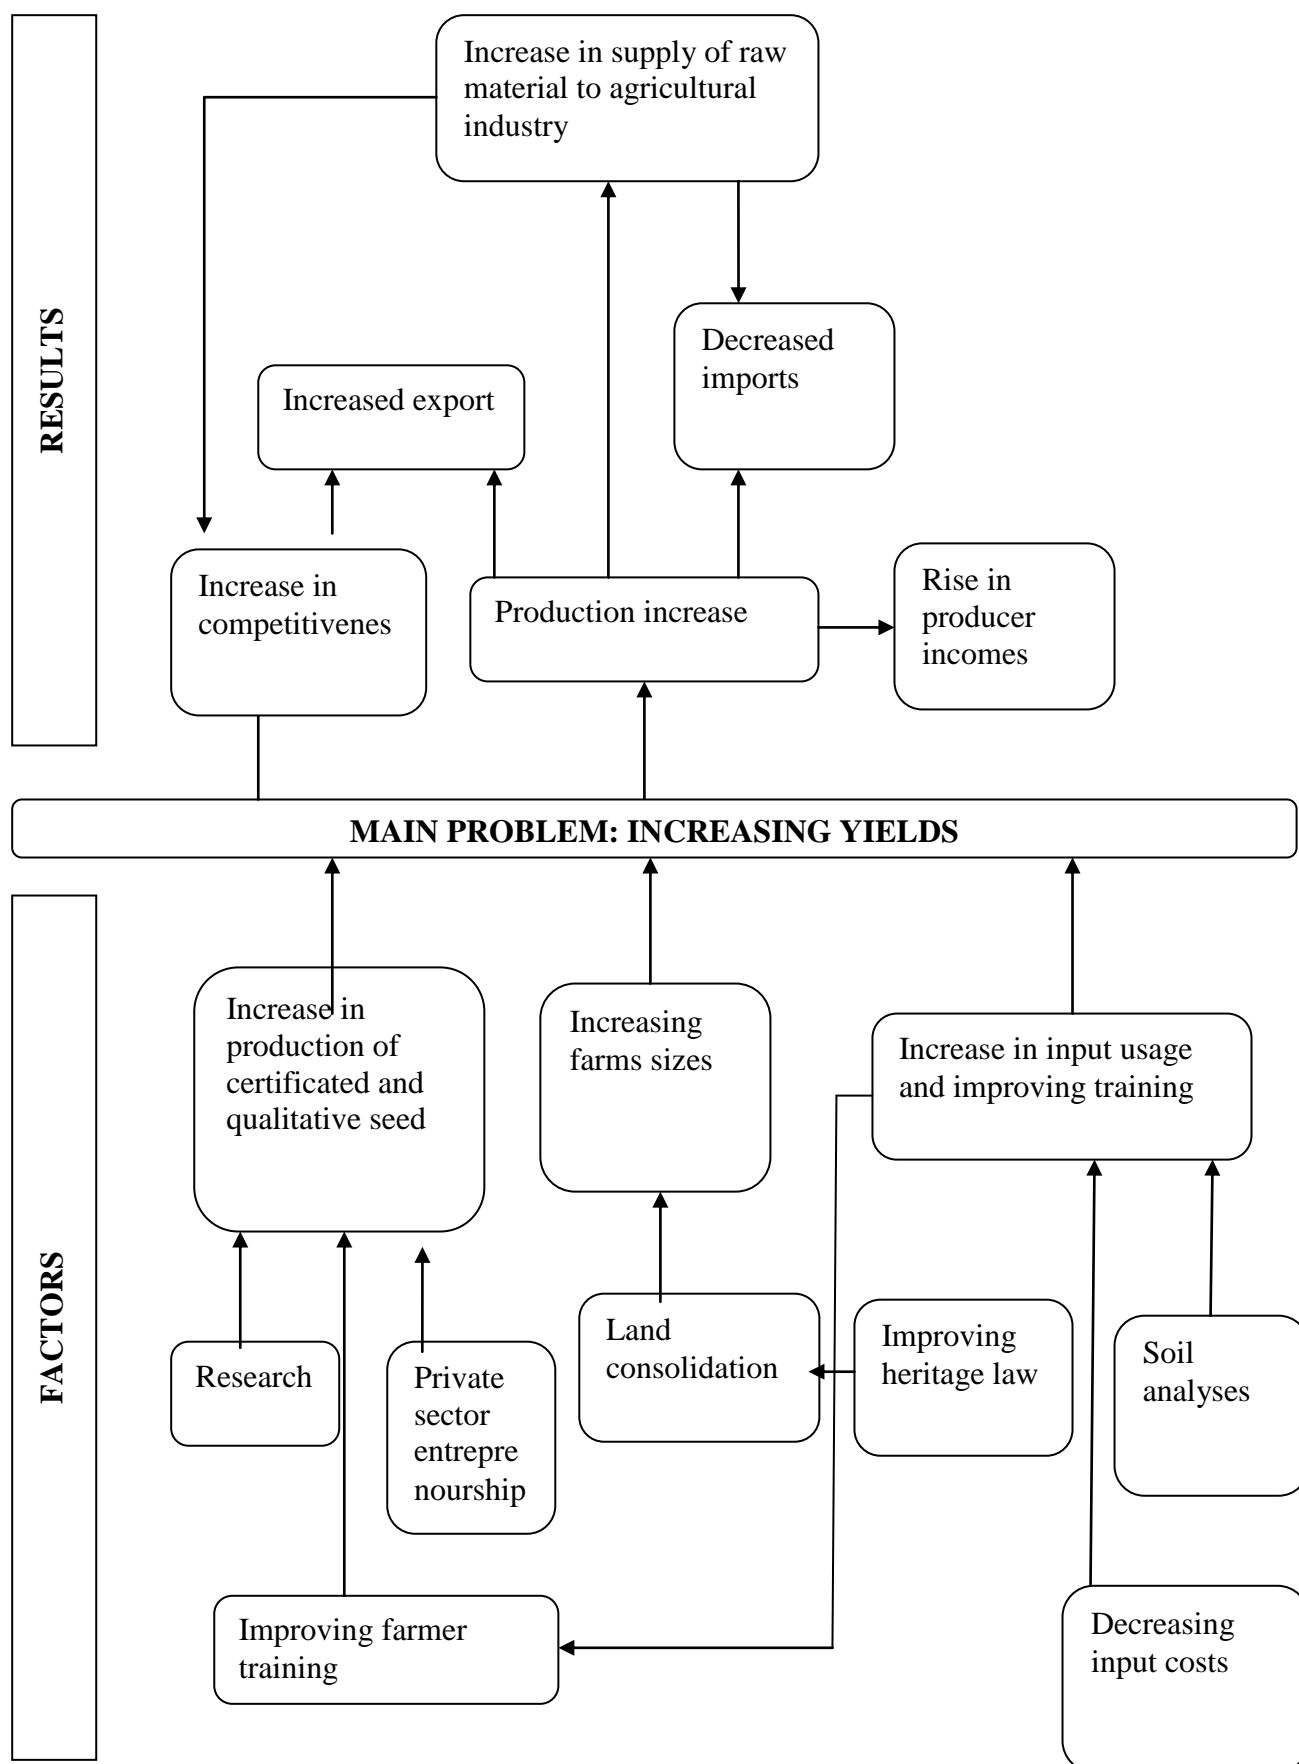 RESULTS
Increase in supply of raw
material to agricultural
industry
Decreased
imports
Increased export
Increase in
competitivenes
Production increase
Rise in
producer
incomes
MAIN PROBLEM: INCREASING YIELDS
FACTORS
Increase in
production of
certificated and
qualitative seed
Increasing
farms sizes
Increase in input usage
and improving training
Research
Private
sector
entrepre
nourship
Land
consolidation
Improving
heritage law
Soil
analyses
Improving farmer
training
Decreasing
input costs